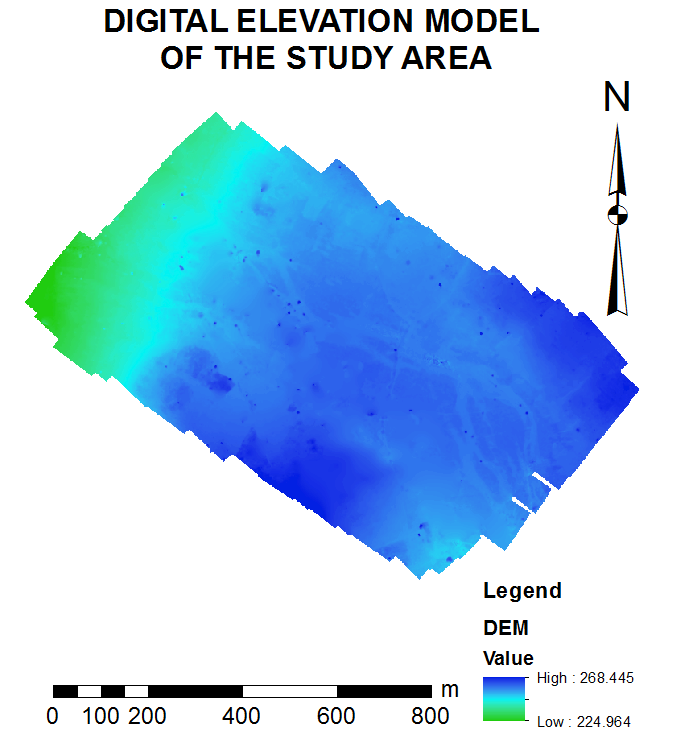 DIGITAL ELEVATION MODEL
OF THE STUDY AREA
N
Legend
DEM
Value
High : 268.445
Low : 224.964
m
0 100 200 400 600 800